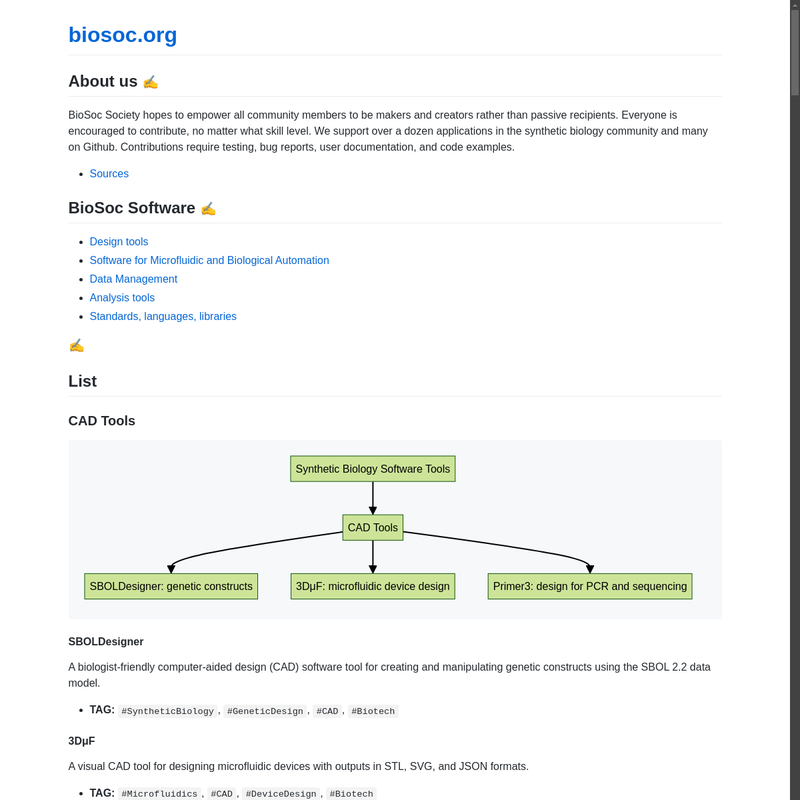 biosoc.org
About us ✍️
BioSoc Society hopes to empower all community members to be makers and creators rather than passive recipients. Everyone is
encouraged to contribute, no matter what skill level. We support over a dozen applications in the synthetic biology community and many
on Github. Contributions require testing, bug reports, user documentation, and code examples.
• Sources
BioSoc Software ✍️
• Design tools
• Software for Microfluidic and Biological Automation
• Data Management
• Analysis tools
• Standards, languages, libraries
✍️
List
CAD Tools
Synthetic Biology Software Tools
CAD Tools
SBOLDesigner: genetic constructs
3DμF: microfluidic device design
Primer3: design for PCR and sequencing
SBOLDesigner
A biologist-friendly computer-aided design (CAD) software tool for creating and manipulating genetic constructs using the SBOL 2.2 data
model.
• TAG: #SyntheticBiology, #GeneticDesign, #CAD, #Biotech
3DμF
A visual CAD tool for designing microfluidic devices with outputs in STL, SVG, and JSON formats.
• TAG: #Microfluidics, #CAD, #DeviceDesign, #Biotech